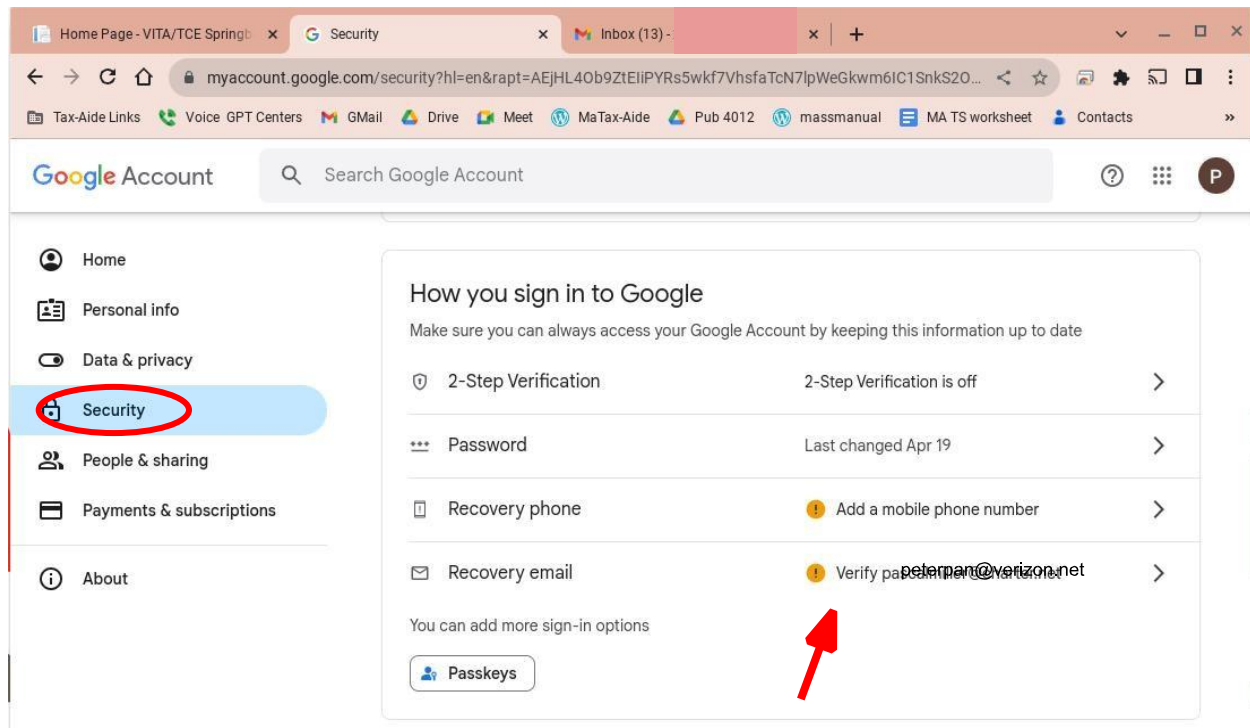 Home Page - VITA/TCE Springb
Security
Inbox (13) -
myaccount.google.com/security?hl=en&rapt=AEjHL4Ob9ZtEIiPYRs5wkf7VhsfaTcN7lpWeGkwm6IC1SnkS2O...
Tax-Aide Links Voice GPT Centers GMail Drive Meet MaTax-Aide Pub 4012 massmanual MA TS worksheet Contacts »
Google Account
Search Google Account
P
Home
Personal info
Data & privacy
Security
People & sharing
Payments & subscriptions
About
How you sign in to Google
Make sure you can always access your Google Account by keeping this information up to date
2-Step Verification 2-Step Verification is off
Password Last changed Apr 19
Recovery phone Add a mobile phone number
Recovery email Verify peterpan@verizon.net
You can add more sign-in options
Passkeys